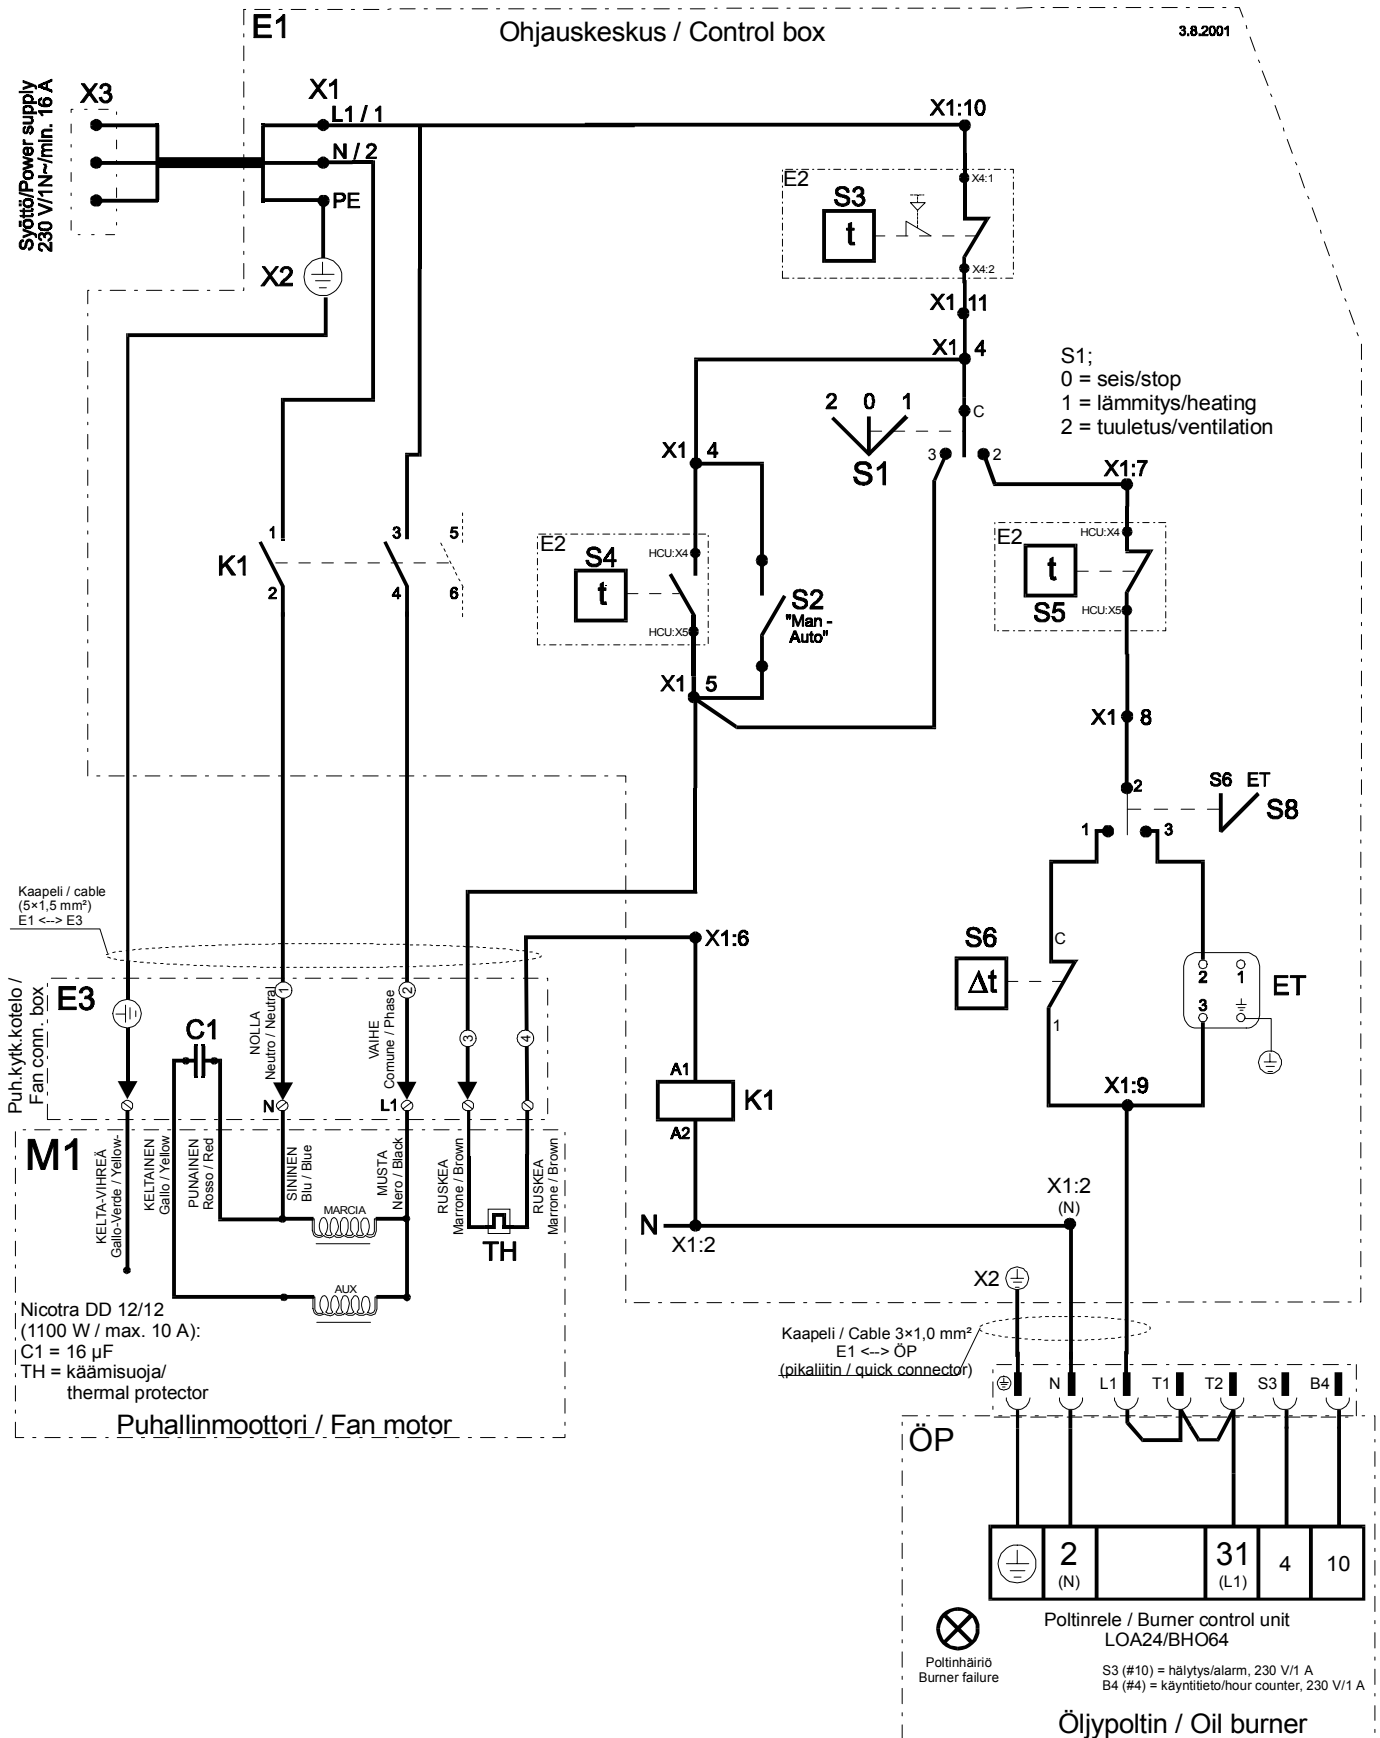 E1
Ohjauskeskus / Control box
3.8.2001
Syöttö/Power supply
230 V/1N~/min. 16 A
X3
X1
L1 / 1
N / 2
PE
X2
X1:10
E2
X4:1
S3
t
X4:2
X1 11
X1 4
S1;
0 = seis/stop
1 = lämmitys/heating
2 = tuuletus/ventilation
2 0 1
C
S1
3
2
X1 4
X1:7
K1
1
2
3
4
5
6
E2
S4
t
HCU:X4
HCU:X5
S2
"Man -
Auto"
E2
HCU:X4
t
S5
HCU:X5
X1 5
X1 8
2
S6 ET
S8
1
3
Kaapeli / cable
(5×1,5 mm²)
E1 <--> E3
X1:6
S6
Δt
C
1
2
1
3
ET
Puh.kytk.kotelo /
Fan conn. box
E3
C1
NOLLA
Neutro / Neutral
1
VAIHE
Comune / Phase
2
3
4
N
L1
A1
K1
A2
X1:9
M1
KELTA-VIHREÄ
Gallo-Verde / Yellow-
KELTAINEN
Gallo / Yellow
PUNAINEN
Rosso / Red
SININEN
Blu / Blue
MUSTA
Nero / Black
RUSKEA
Marrone / Brown
RUSKEA
Marrone / Brown
MARCIA
AUX
TH
N
X1:2
X1:2
(N)
X2
Nicotra DD 12/12
(1100 W / max. 10 A):
C1 = 16 µF
TH = käämisuoja/
thermal protector
Puhallinmoottori / Fan motor
Kaapeli / Cable 3×1,0 mm²
E1 <--> ÖP
(pikaliitin / quick connector)
N L1 T1 T2 S3 B4
ÖP
2
(N)
31
(L1)
4
10
Poltinhäiriö
Burner failure
Poltinrele / Burner control unit
LOA24/BHO64
S3 (#10) = hälytys/alarm, 230 V/1 A
B4 (#4) = käyntitieto/hour counter, 230 V/1 A
Öljypoltin / Oil burner